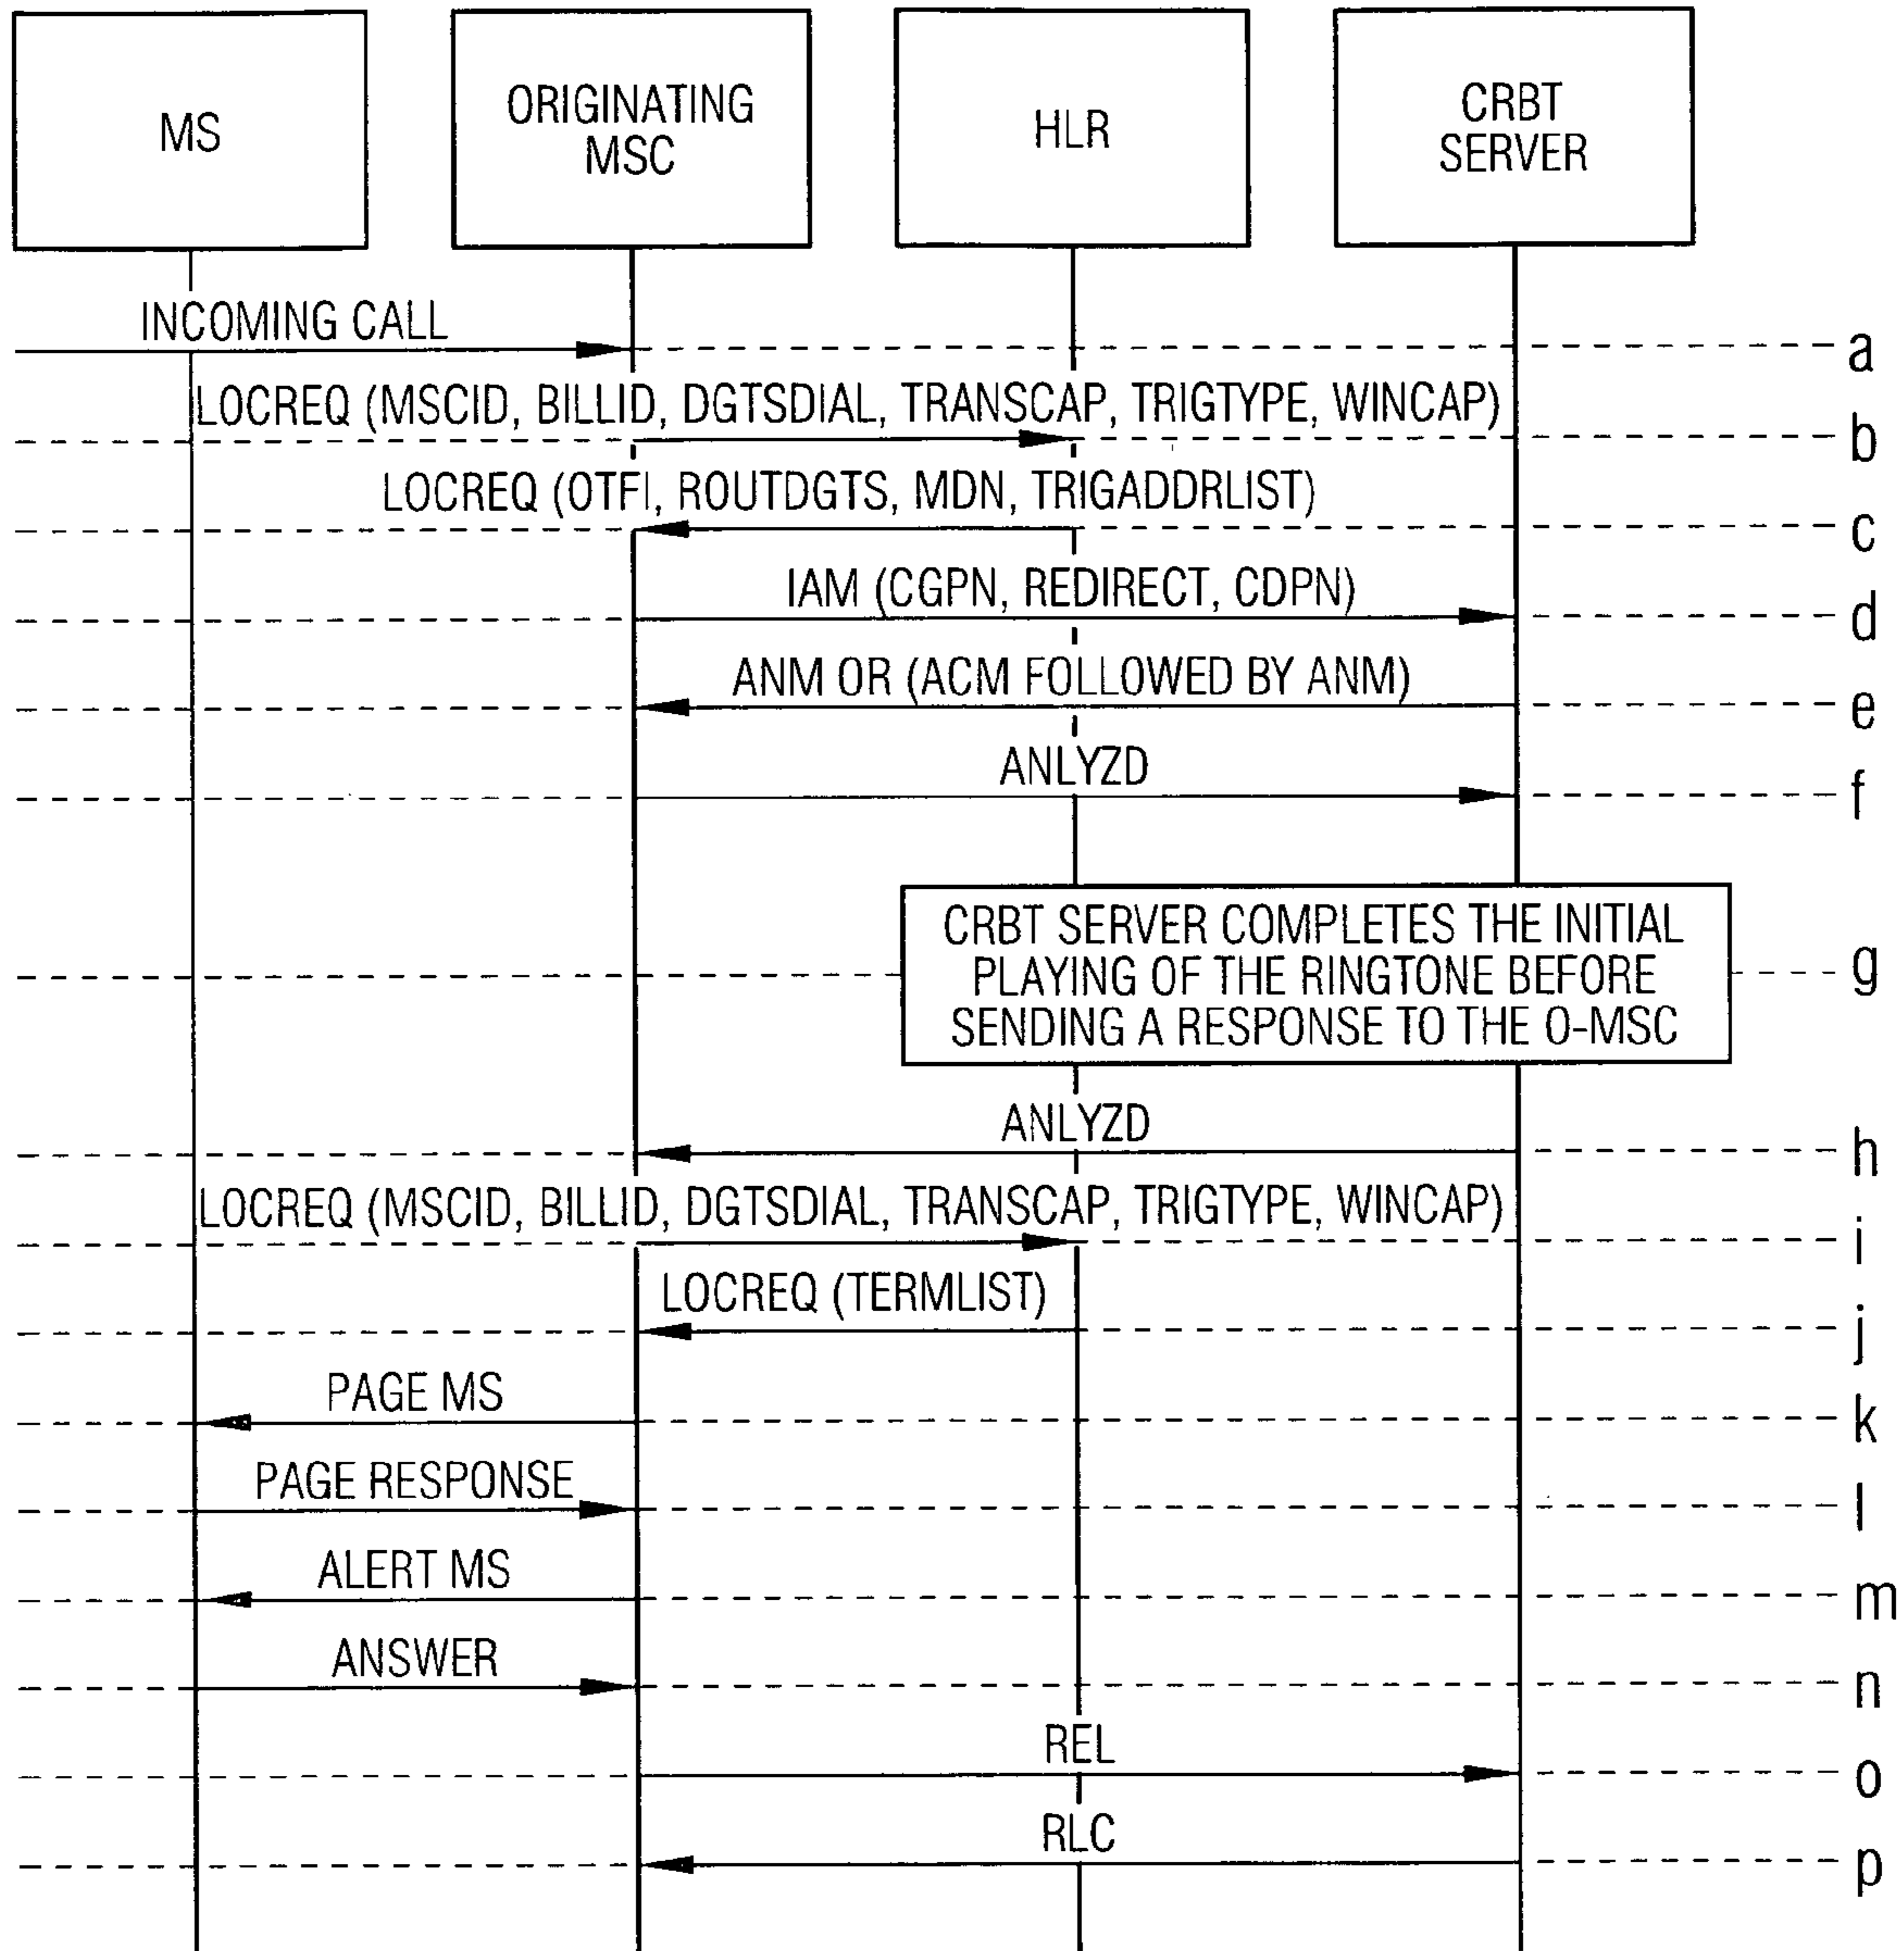 MS
ORIGINATING
MSC
HLR
CRBT
SERVER
INCOMING CALL
a
LOCREQ (MSCID, BILLID, DGTSDIAL, TRANSCAP, TRIGTYPE, WINCAP)
b
LOCREQ (OTFI, ROUTDGTS, MDN, TRIGADDRLIST)
c
IAM (CGPN, REDIRECT, CDPN)
d
ANM OR (ACM FOLLOWED BY ANM)
e
ANLYZD
f
CRBT SERVER COMPLETES THE INITIAL
PLAYING OF THE RINGTONE BEFORE
SENDING A RESPONSE TO THE O-MSC
g
ANLYZD
h
LOCREQ (MSCID, BILLID, DGTSDIAL, TRANSCAP, TRIGTYPE, WINCAP)
i
LOCREQ (TERMLIST)
j
PAGE MS
k
PAGE RESPONSE
l
ALERT MS
m
ANSWER
n
REL
o
RLC
p